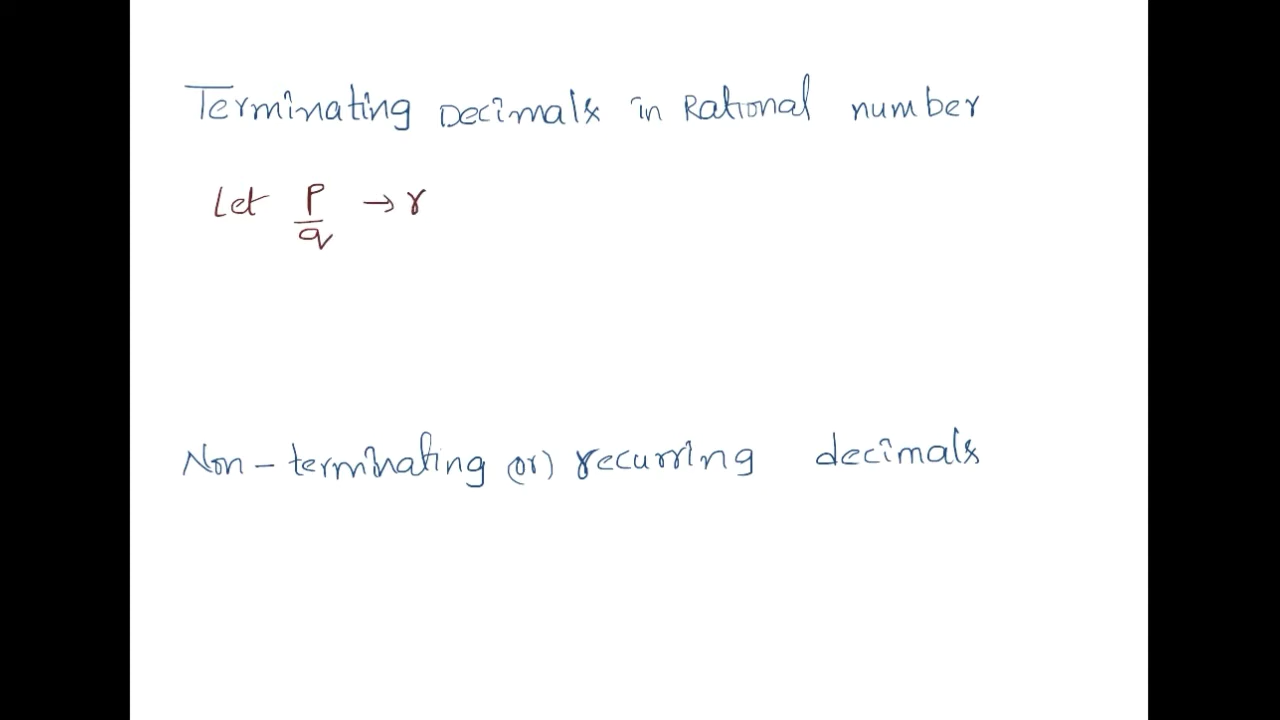 Terminating Decimals in Rational number
Let p/q → r
Non-terminating (or) recurring decimals